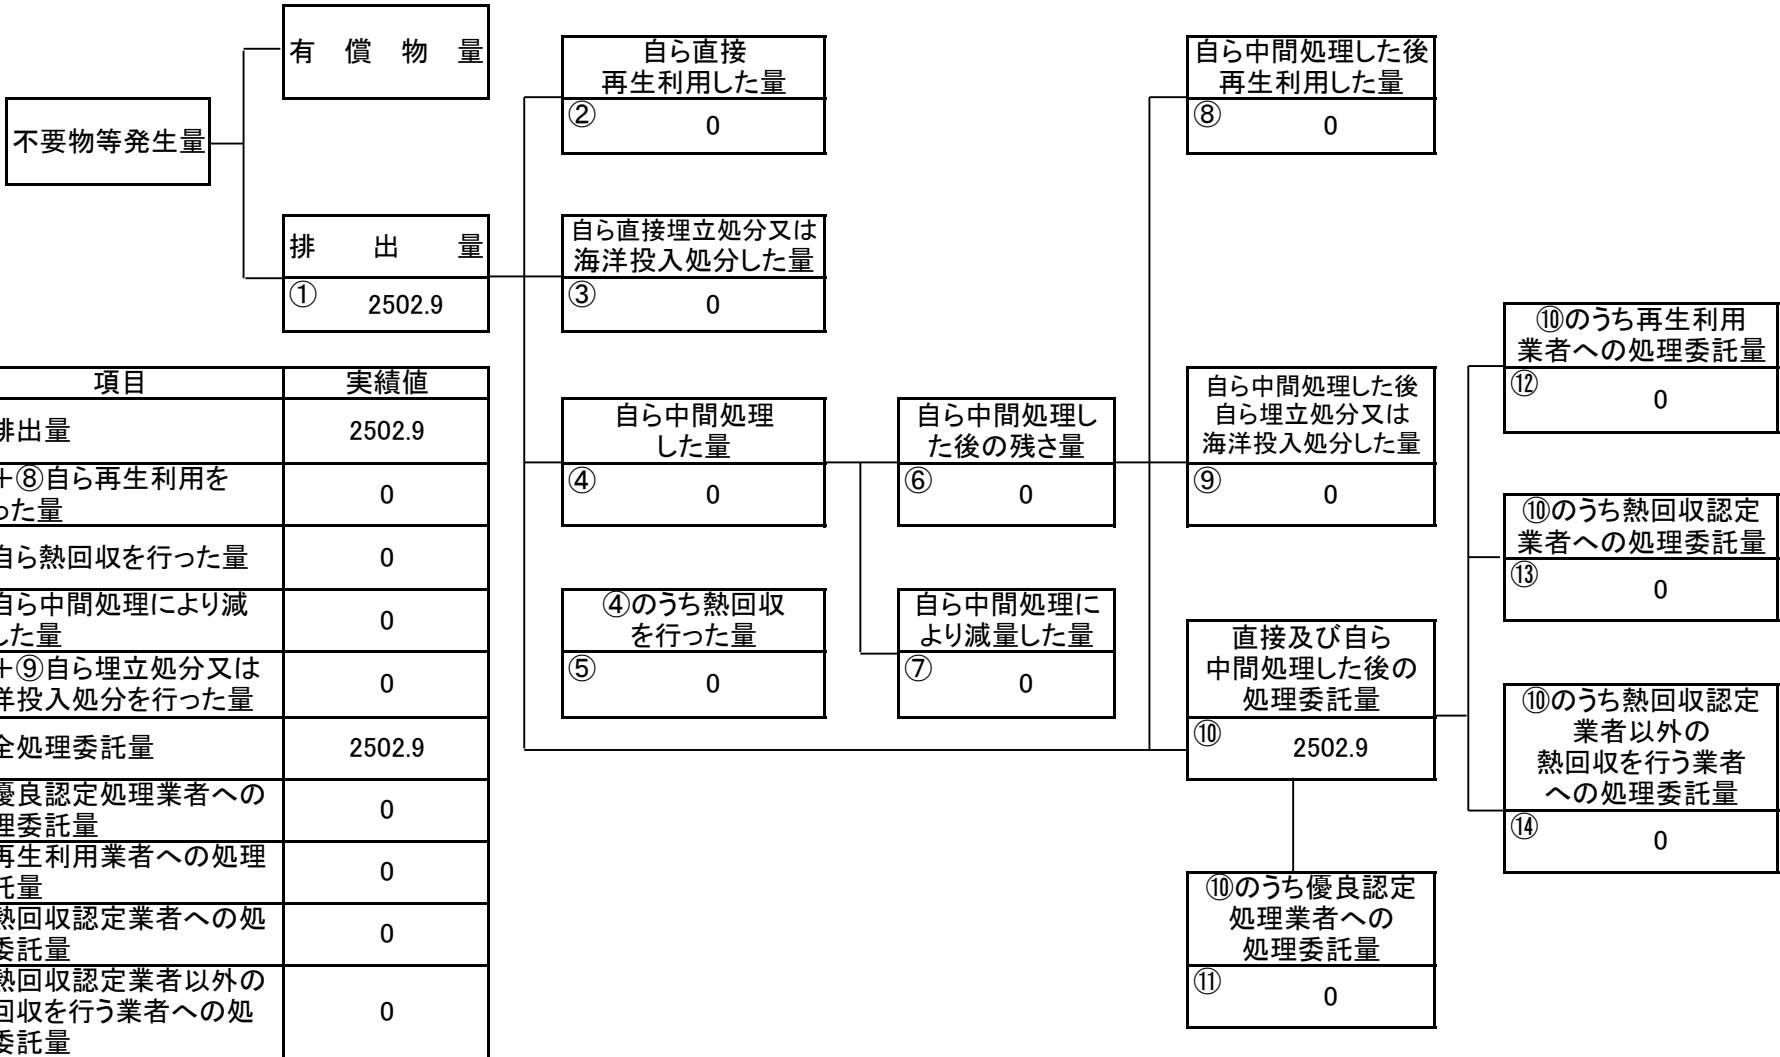 有償物量
不要物等発生量
排出量
①
2502.9
自ら直接
再生利用した量
②
0
自ら直接埋立処分又は
海洋投入処分した量
③
0
自ら中間処理
した量
④
0
④のうち熱回収
を行った量
⑤
0
自ら中間処理し
た後の残さ量
⑥
0
自ら中間処理に
より減量した量
⑦
0
自ら中間処理した後
再生利用した量
⑧
0
自ら中間処理した後
自ら埋立処分又は
海洋投入処分した量
⑨
0
直接及び自ら
中間処理した後の
処理委託量
⑩
2502.9
⑩のうち優良認定
処理業者への
処理委託量
⑪
0
⑩のうち再生利用
業者への処理委託量
⑫
0
⑩のうち熱回収認定
業者への処理委託量
⑬
0
⑩のうち熱回収認定
業者以外の
熱回収を行う業者
への処理委託量
⑭
0
項目
実績値
排出量
2502.9
+⑧自ら再生利用を
った量
0
自ら熱回収を行った量
0
自ら中間処理により減
した量
0
+⑨自ら埋立処分又は
洋投入処分を行った量
0
全処理委託量
2502.9
優良認定処理業者への
理委託量
0
再生利用業者への処理
託量
0
熱回収認定業者への処
委託量
0
熱回収認定業者以外の
回収を行う業者への処
委託量
0